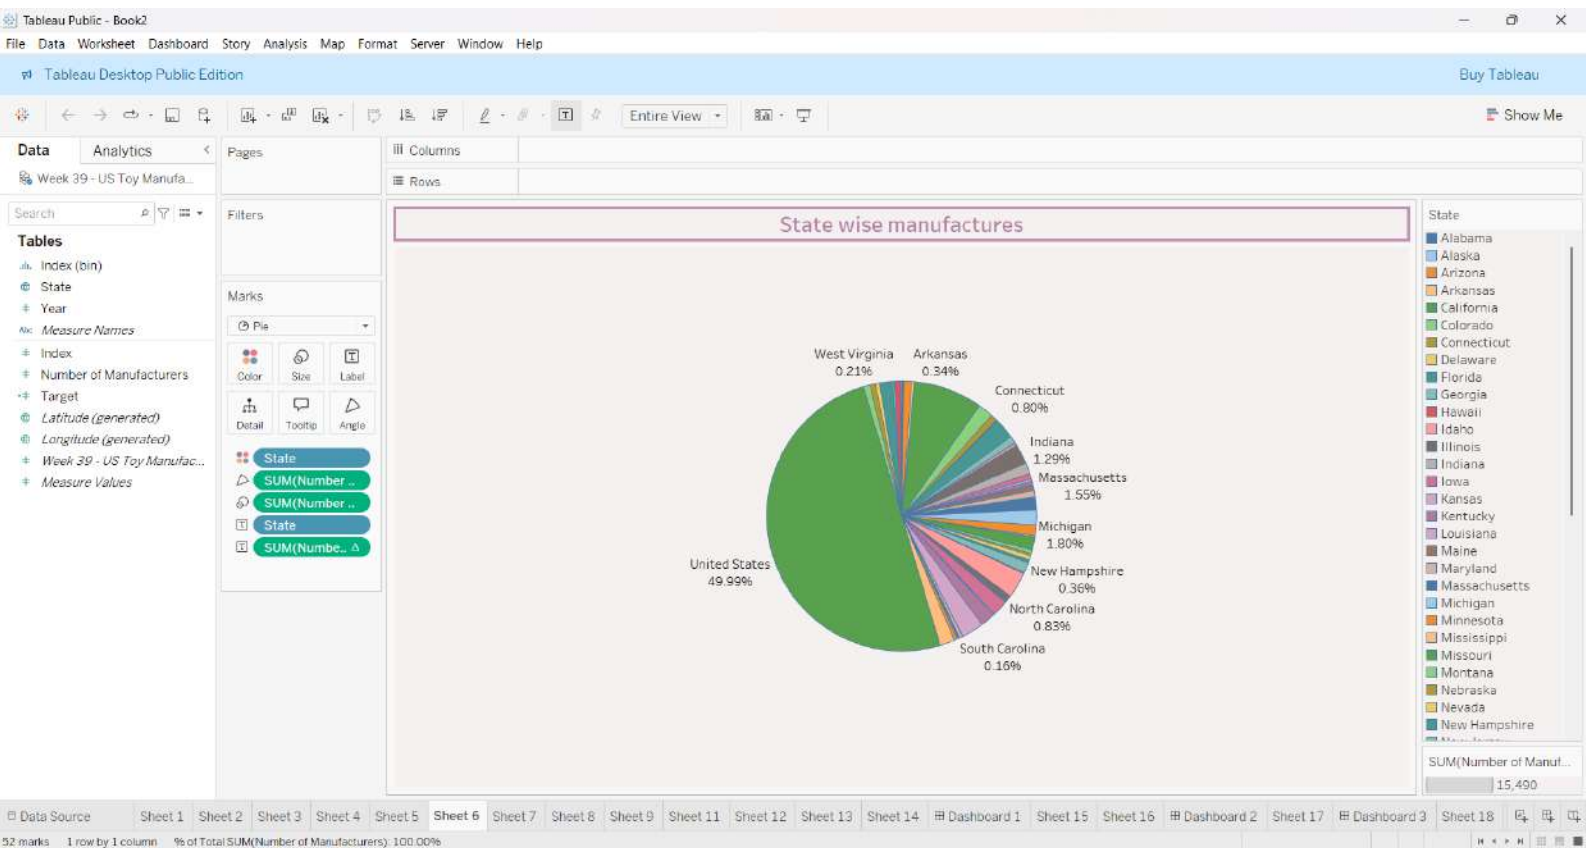 Tableau Public - Book2
File Data Worksheet Dashboard Story Analysis Map Format Server Window Help
Tableau Desktop Public Edition
Buy Tableau
Entire View
Show Me
Data Analytics
Week 39 - US Toy Manufa...
Search
Tables
Index (bin)
State
Year
Abc Measure Names
Index
Number of Manufacturers
Target
Latitude (generated)
Longitude (generated)
Week 39 - US Toy Manufac...
Measure Values
Pages
Filters
Marks
Pie
Color Size Label
Detail Tooltip Angle
State
SUM(Number ..
SUM(Number ..
State
SUM(Numbe.. Δ
Columns
Rows
State wise manufactures
West Virginia
0.21%
Arkansas
0.34%
Connecticut
0.80%
Indiana
1.29%
Massachusetts
1.55%
Michigan
1.80%
New Hampshire
0.36%
North Carolina
0.83%
South Carolina
0.16%
United States
49.99%
State
Alabama
Alaska
Arizona
Arkansas
California
Colorado
Connecticut
Delaware
Florida
Georgia
Hawaii
Idaho
Illinois
Indiana
Iowa
Kansas
Kentucky
Louisiana
Maine
Maryland
Massachusetts
Michigan
Minnesota
Mississippi
Missouri
Montana
Nebraska
Nevada
New Hampshire
SUM(Number of Manuf...
15,490
Data Source Sheet 1 Sheet 2 Sheet 3 Sheet 4 Sheet 5 Sheet 6 Sheet 7 Sheet 8 Sheet 9 Sheet 11 Sheet 12 Sheet 13 Sheet 14 Dashboard 1 Sheet 15 Sheet 16 Dashboard 2 Sheet 17 Dashboard 3 Sheet 18
52 marks 1 row by 1 column % of Total SUM(Number of Manufacturers): 100.00%